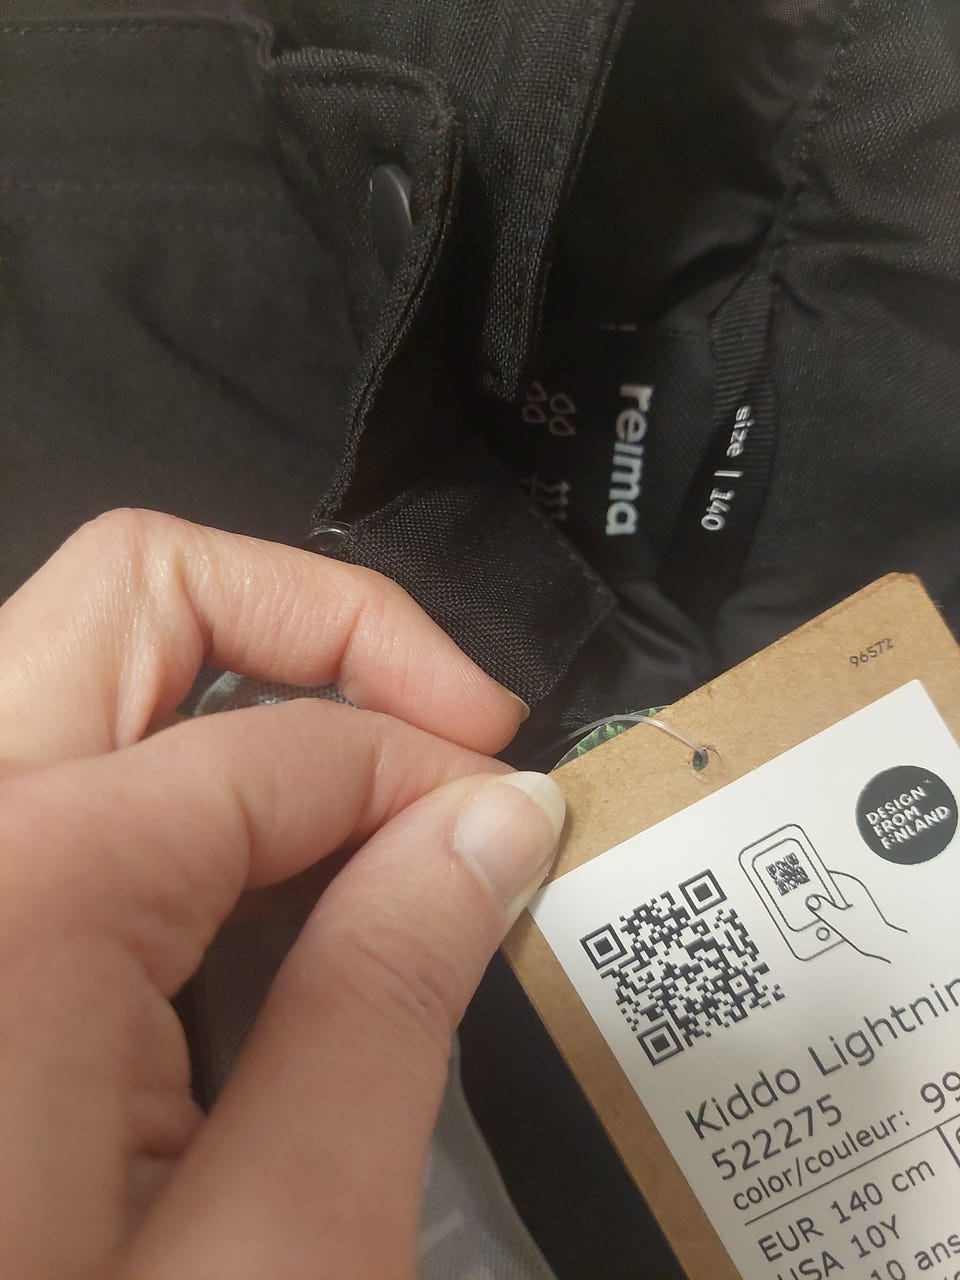 reima
size | 140
96572
DESIGN
FROM
FINLAND
Kiddo Lightnin
522275
color/couleur: 99
EUR 140 cm
USA 10Y
10 ans